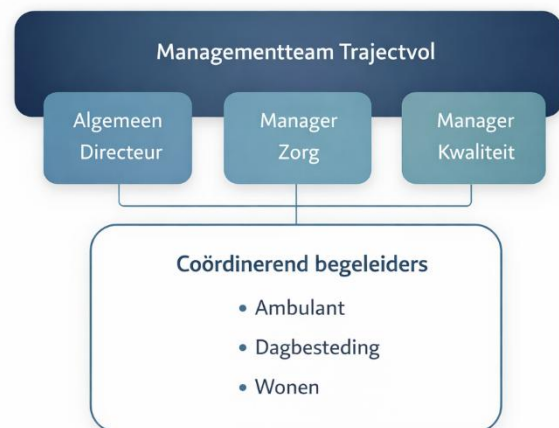 Managementteam Trajectvol
Algemeen
Directeur
Manager
Zorg
Manager
Kwaliteit
Coördinerend begeleiders
• Ambulant
• Dagbesteding
• Wonen